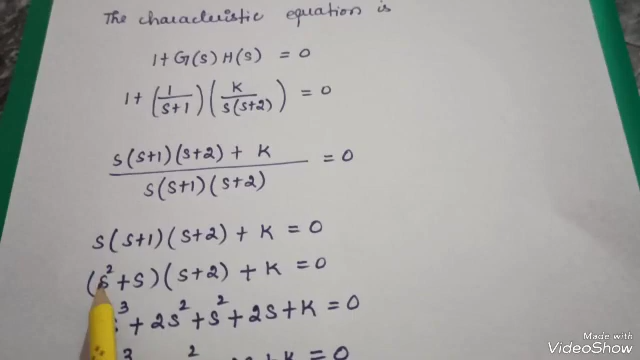 The characteristic equation is
1 + G(s) H(s) = 0
1 + (1/(s+1)) (K/(s(s+2))) = 0
(s(s+1)(s+2) + K)/(s(s+1)(s+2)) = 0
s(s+1)(s+2) + K = 0
(s² + s)(s+2) + K = 0
³ + 2s² + s² + 2s + K = 0
Made with
VideoShow